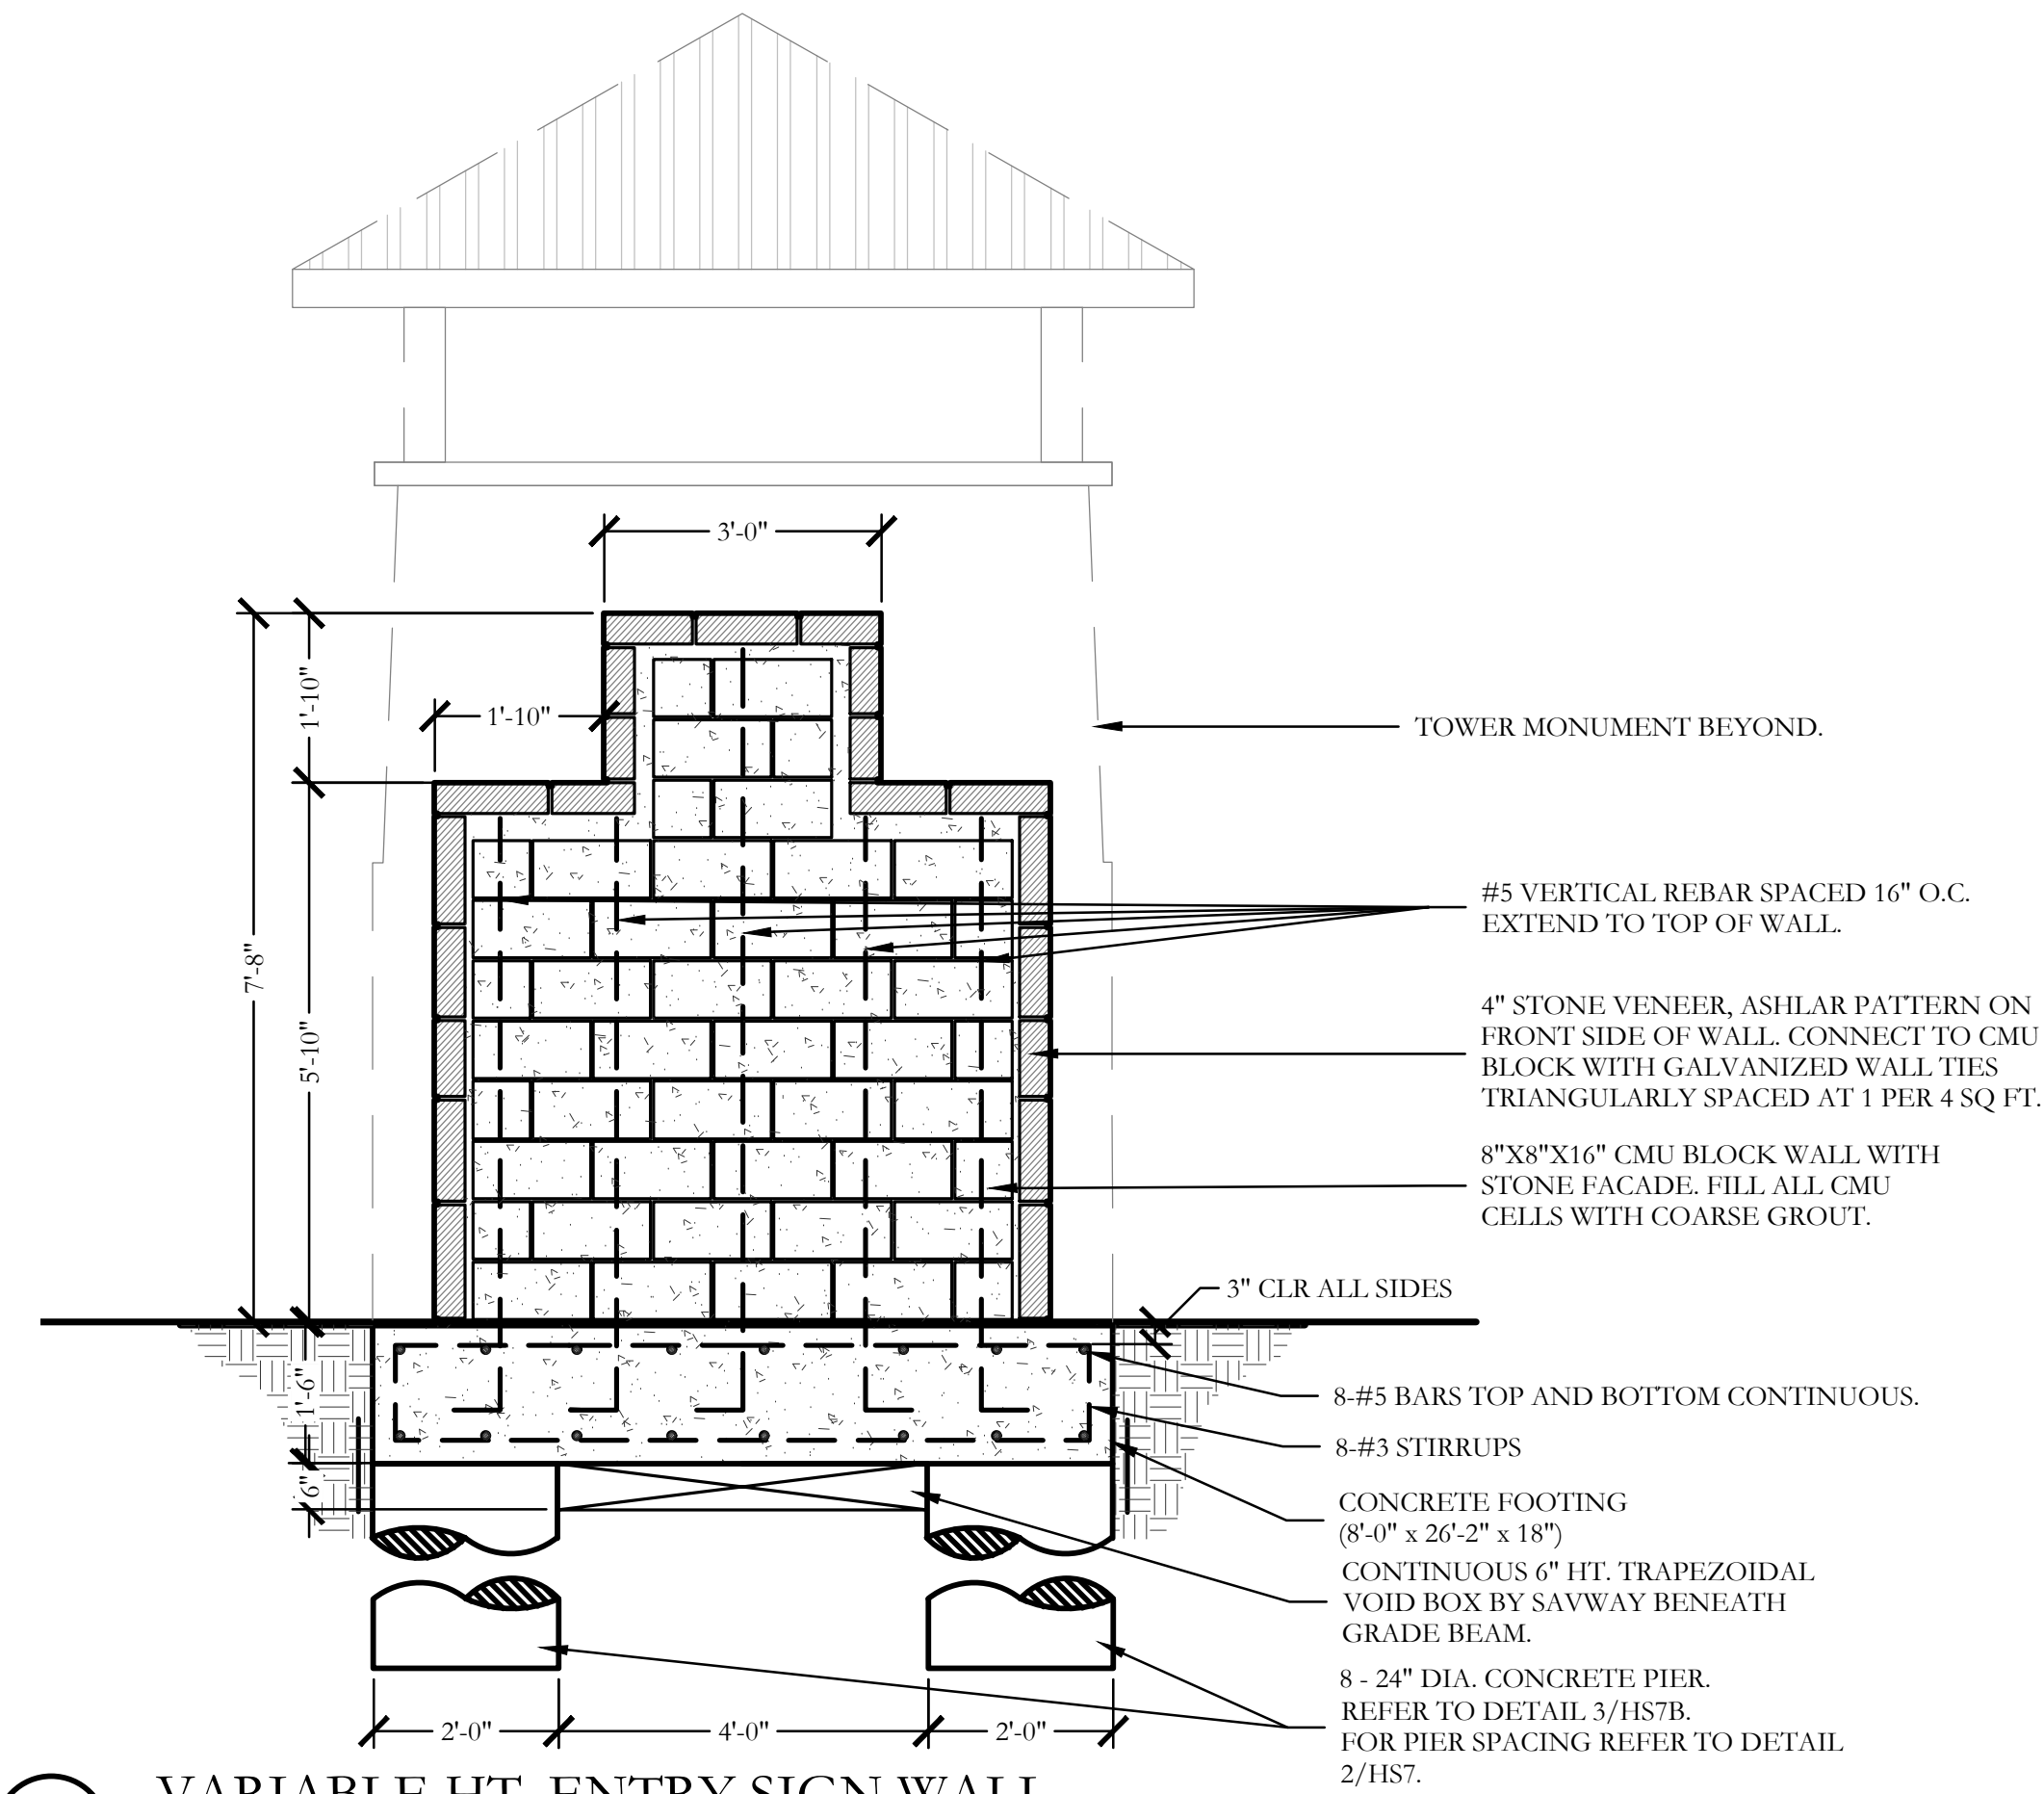 3'-0"
1'-10"
1'-10"
TOWER MONUMENT BEYOND.
#5 VERTICAL REBAR SPACED 16" O.C.
EXTEND TO TOP OF WALL.
7'-8"
5'-10"
4" STONE VENEER, ASHLAR PATTERN ON
FRONT SIDE OF WALL. CONNECT TO CMU
BLOCK WITH GALVANIZED WALL TIES
TRIANGULARLY SPACED AT 1 PER 4 SQ FT.
8"X8"X16" CMU BLOCK WALL WITH
STONE FACADE. FILL ALL CMU
CELLS WITH COARSE GROUT.
3" CLR ALL SIDES
1'-6"
8-#5 BARS TOP AND BOTTOM CONTINUOUS.
8-#3 STIRRUPS
6"
CONCRETE FOOTING
(8'-0" x 26'-2" x 18")
CONTINUOUS 6" HT. TRAPEZOIDAL
VOID BOX BY SAVWAY BENEATH
GRADE BEAM.
8 - 24" DIA. CONCRETE PIER.
REFER TO DETAIL 3/HS7B.
FOR PIER SPACING REFER TO DETAIL
2/HS7.
2'-0"
4'-0"
2'-0"
VARIABLE HT. ENTRY SIGN WALL